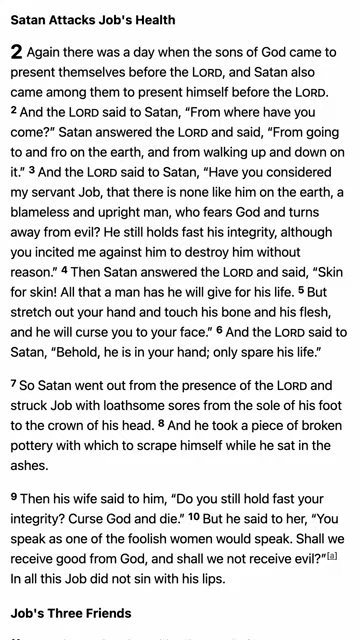 Satan Attacks Job's Health
2 Again there was a day when the sons of God came to
present themselves before the LORD, and Satan also
came among them to present himself before the LORD.
2 And the LORD said to Satan, “From where have you
come?” Satan answered the LORD and said, “From going
to and fro on the earth, and from walking up and down on
it.” 3 And the LORD said to Satan, “Have you considered
my servant Job, that there is none like him on the earth, a
blameless and upright man, who fears God and turns
away from evil? He still holds fast his integrity, although
you incited me against him to destroy him without
reason.” 4 Then Satan answered the LORD and said, “Skin
for skin! All that a man has he will give for his life. 5 But
stretch out your hand and touch his bone and his flesh,
and he will curse you to your face.” 6 And the LORD said to
Satan, “Behold, he is in your hand; only spare his life.”
7 So Satan went out from the presence of the LORD and
struck Job with loathsome sores from the sole of his foot
to the crown of his head. 8 And he took a piece of broken
pottery with which to scrape himself while he sat in the
ashes.
9 Then his wife said to him, “Do you still hold fast your
integrity? Curse God and die.” 10 But he said to her, “You
speak as one of the foolish women would speak. Shall we
receive good from God, and shall we not receive evil?”[a]
In all this Job did not sin with his lips.
Job's Three Friends